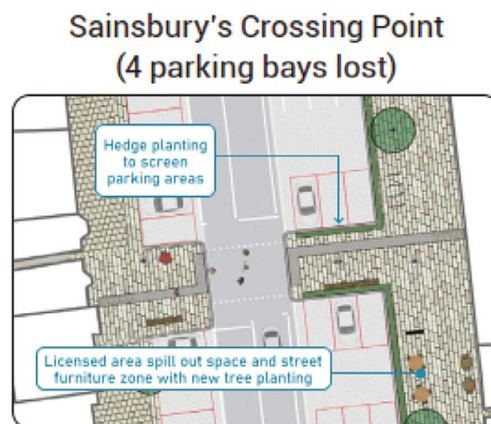 Sainsbury's Crossing Point
(4 parking bays lost)
Hedge planting
to screen
parking areas
Licensed area spill out space and street
furniture zone with new tree planting